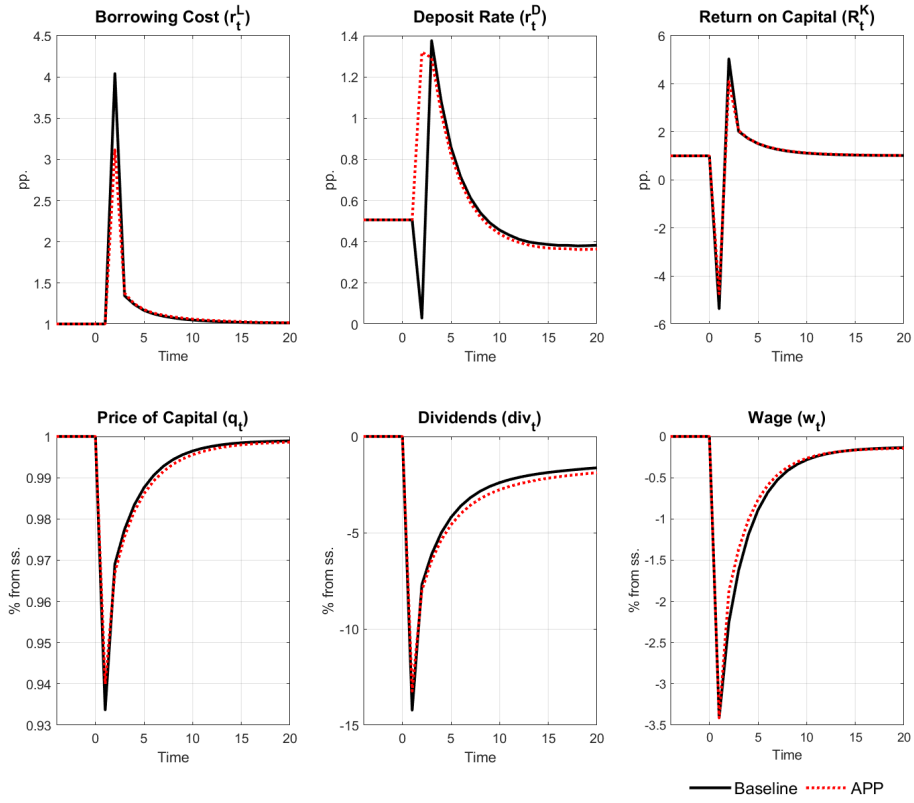 Borrowing Cost (r_t^L)
4.5
4
3.5
3
2.5
2
1.5
1
pp.
0 5 10 15 20
Time
Deposit Rate (r_t^D)
1.4
1.2
1
0.8
0.6
0.4
0.2
0
pp.
0 5 10 15 20
Time
Return on Capital (R_t^K)
6
4
2
0
-2
-4
-6
pp.
0 5 10 15 20
Time
Price of Capital (q_t)
1
0.99
0.98
0.97
0.96
0.95
0.94
0.93
% from ss.
0 5 10 15 20
Time
Dividends (div_t)
0
-5
-10
-15
% from ss.
0 5 10 15 20
Time
Wage (w_t)
0
-0.5
-1
-1.5
-2
-2.5
-3
-3.5
% from ss.
0 5 10 15 20
Time
Baseline APP